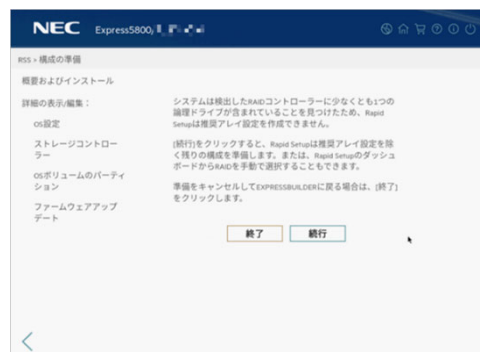 NEC Express5800/
RSS > 構成の準備
概要およびインストール
詳細の表示/編集：
OS設定
ストレージコントロー
ラー
OSボリュームのパーティ
ション
ファームウェアアップ
デート
システムは検出したRAIDコントローラーに少なくとも1つの
論理ドライブが含まれていることを見つけたため、Rapid
Setupは推奨アレイ設定を作成できません。
[続行]をクリックすると、Rapid Setupは推奨アレイ設定を除
く残りの構成を準備します。または、Rapid Setupのダッシュ
ボードからRAIDを手動で選択することもできます。
準備をキャンセルしてEXPRESSBUILDERに戻る場合は、[終了]
をクリックします。
終了 続行